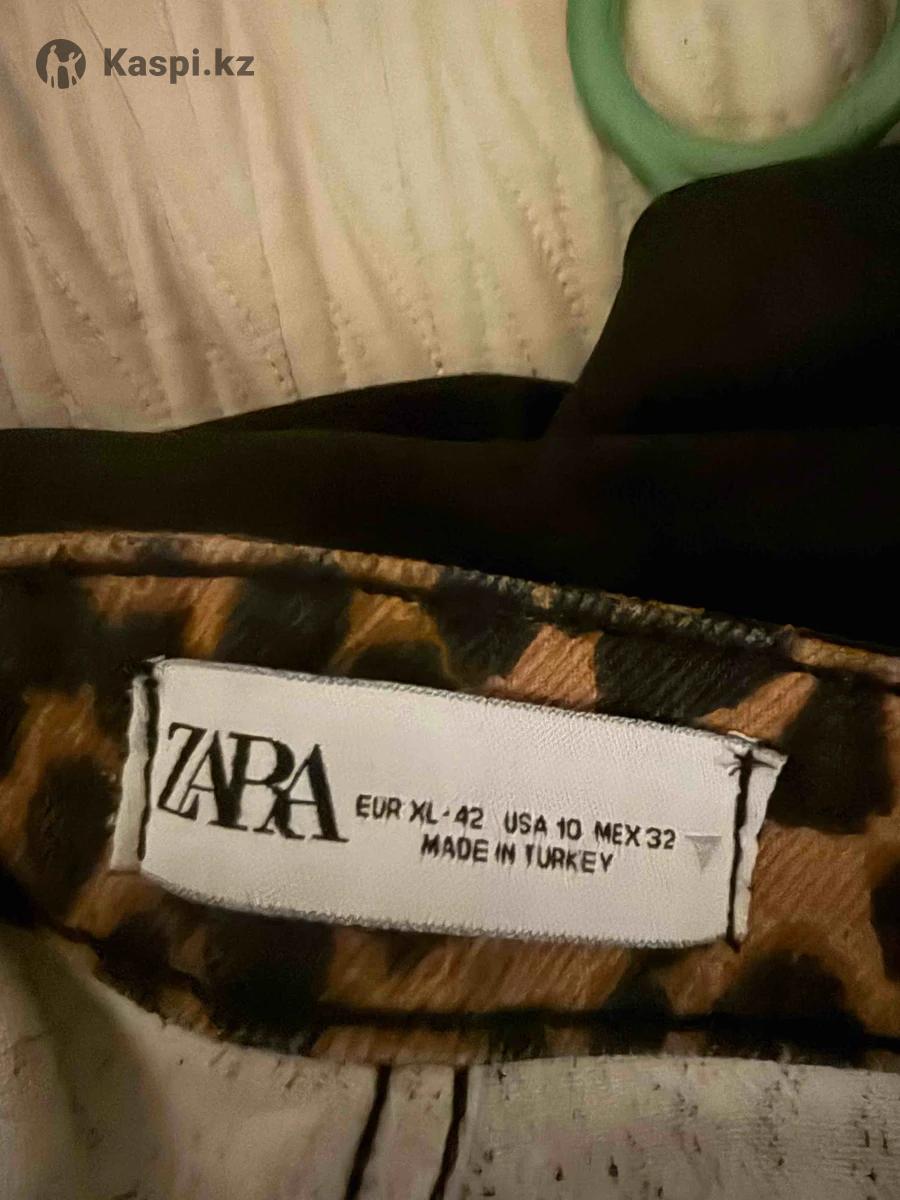 Kaspi.kz
ZARA
EUR XL-42 USA 10 MEX 32
MADE IN TURKEY